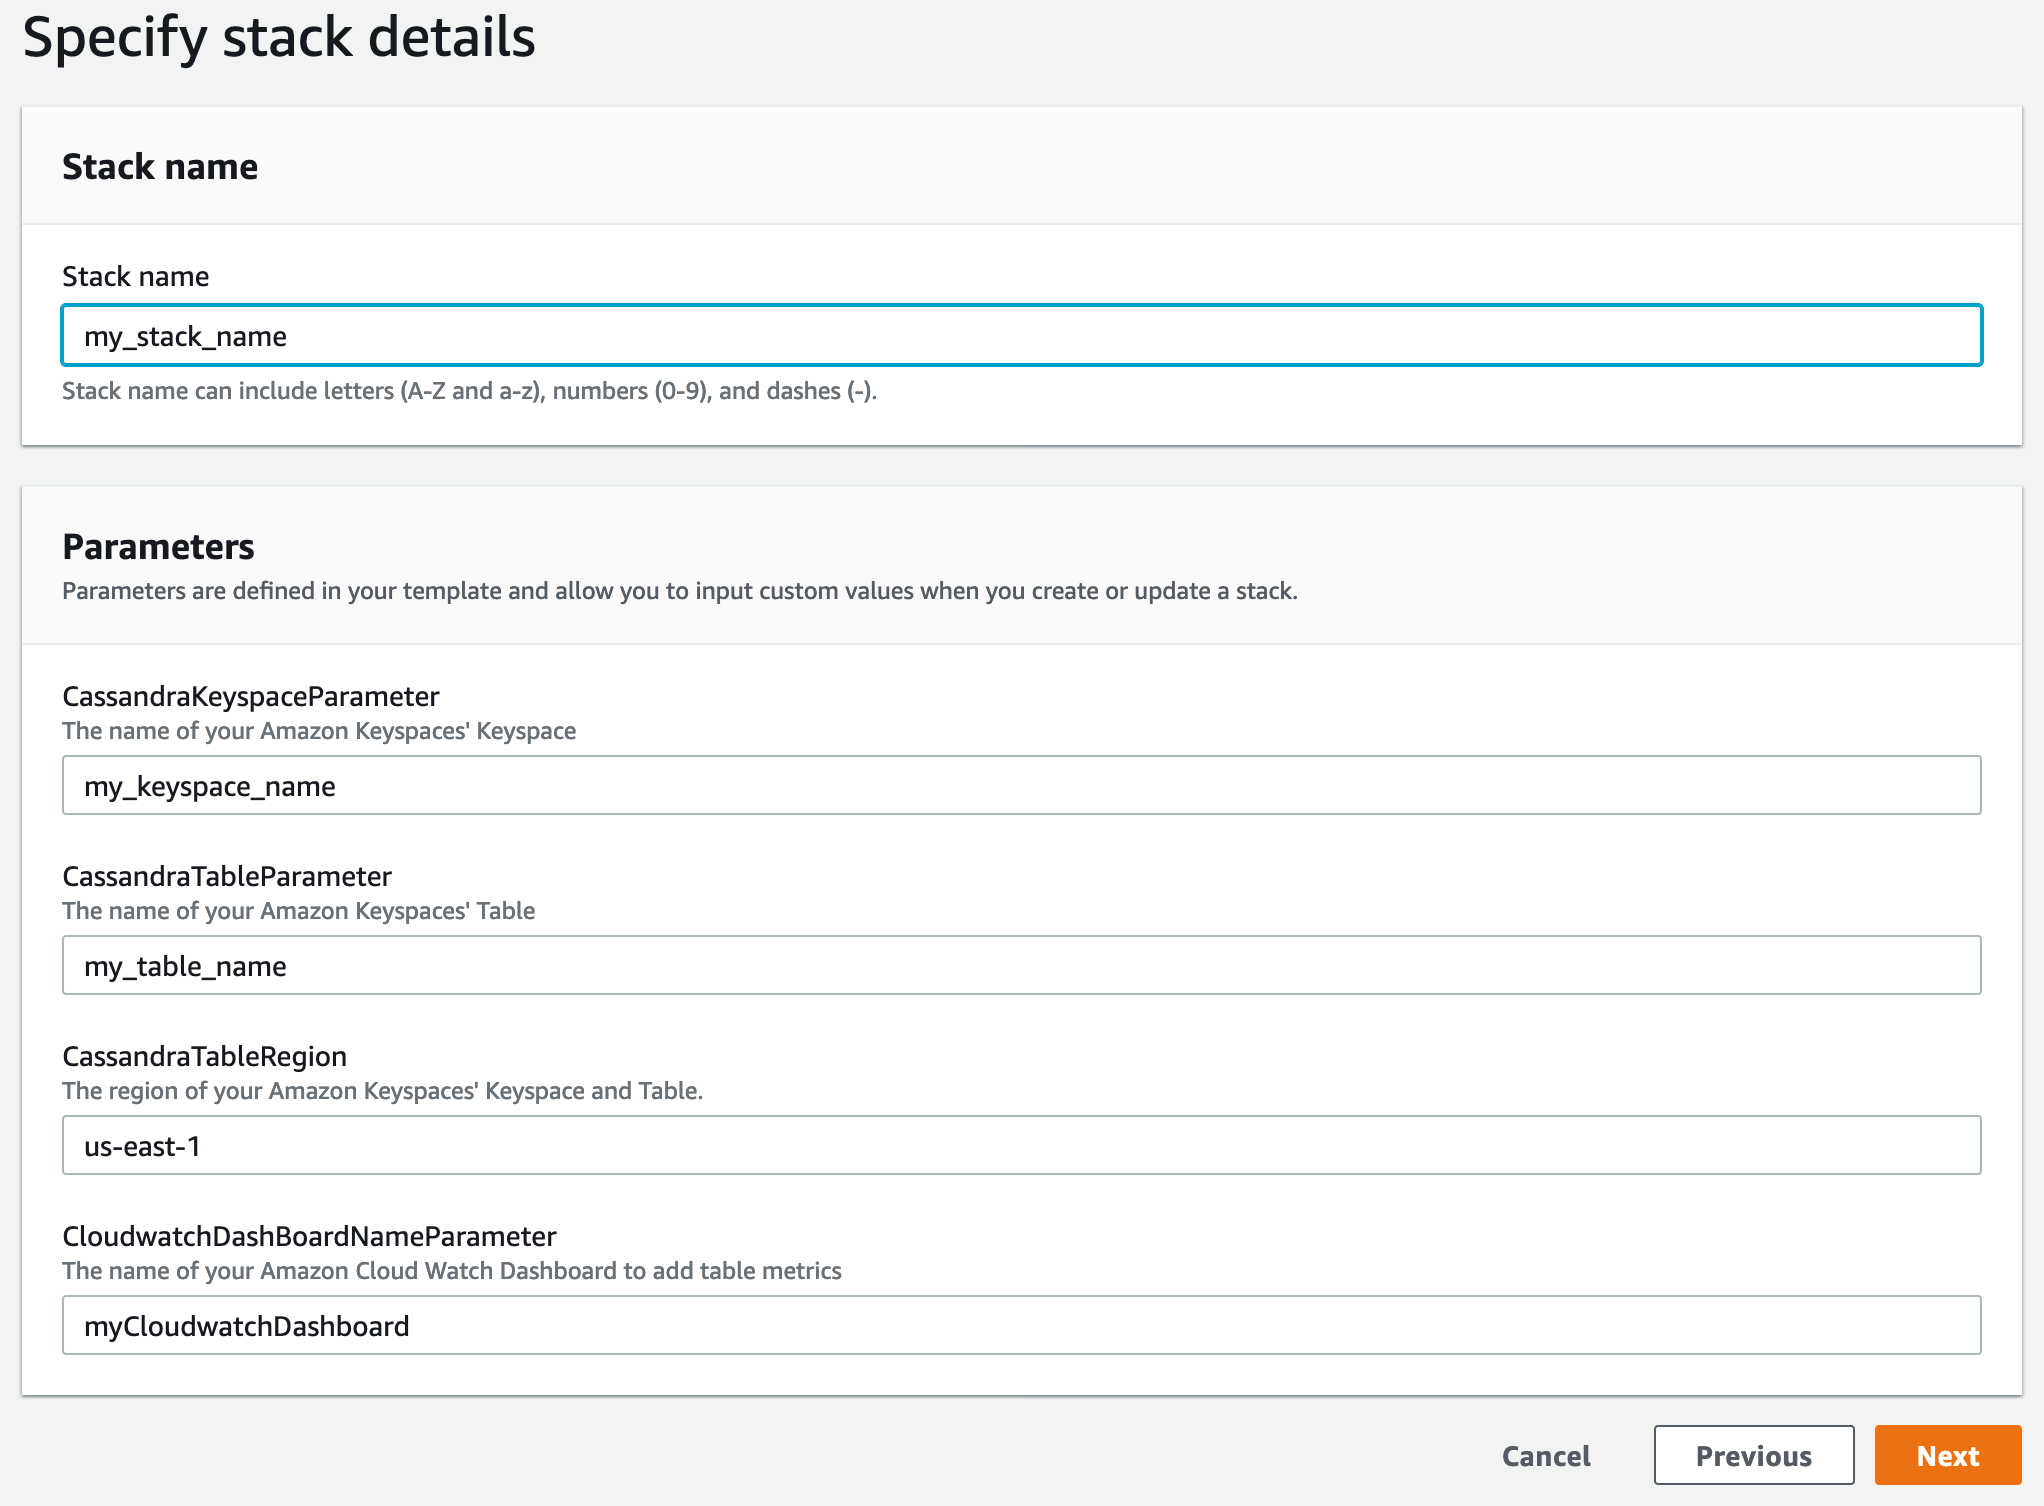 Specify stack details
Stack name
Stack name
my_stack_name
Stack name can include letters (A-Z and a-z), numbers (0-9), and dashes (-).
Parameters
Parameters are defined in your template and allow you to input custom values when you create or update a stack.
CassandraKeyspaceParameter
The name of your Amazon Keyspaces' Keyspace
my_keyspace_name
CassandraTableParameter
The name of your Amazon Keyspaces' Table
my_table_name
CassandraTableRegion
The region of your Amazon Keyspaces' Keyspace and Table.
us-east-1
CloudwatchDashBoardNameParameter
The name of your Amazon Cloud Watch Dashboard to add table metrics
myCloudwatchDashboard
Cancel Previous Next